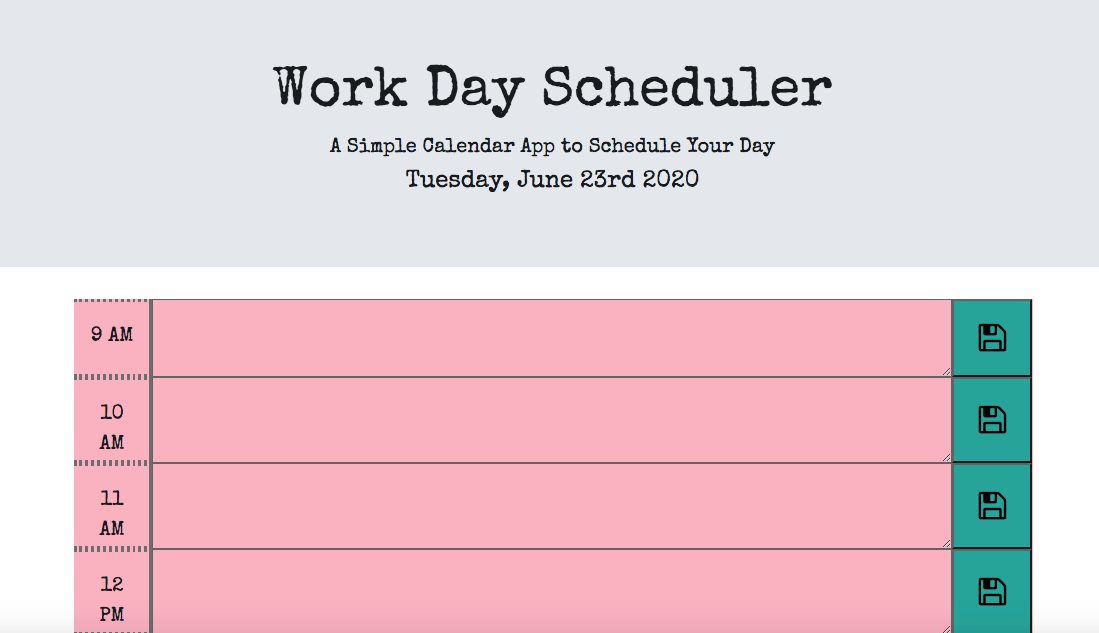 Work Day Scheduler
A Simple Calendar App to Schedule Your Day
Tuesday, June 23rd 2020
9 AM
10
AM
11
AM
12
PM